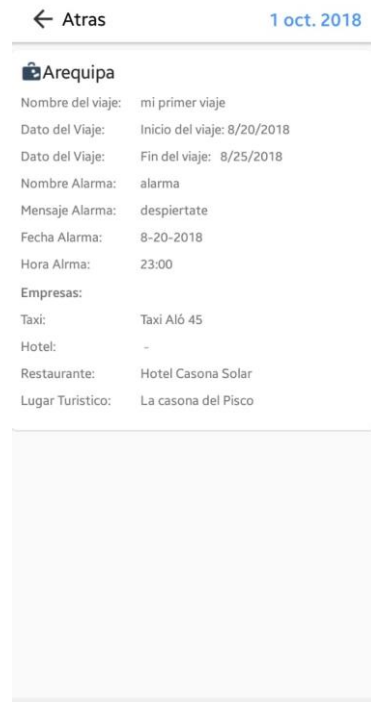 Atras 1 oct. 2018
Arequipa
Nombre del viaje: mi primer viaje
Dato del Viaje: Inicio del viaje: 8/20/2018
Dato del Viaje: Fin del viaje: 8/25/2018
Nombre Alarma: alarma
Mensaje Alarma: despiertate
Fecha Alarma: 8-20-2018
Hora Alrma: 23:00
Empresas:
Taxi: Taxi Aló 45
Hotel: -
Restaurante: Hotel Casona Solar
Lugar Turistico: La casona del Pisco